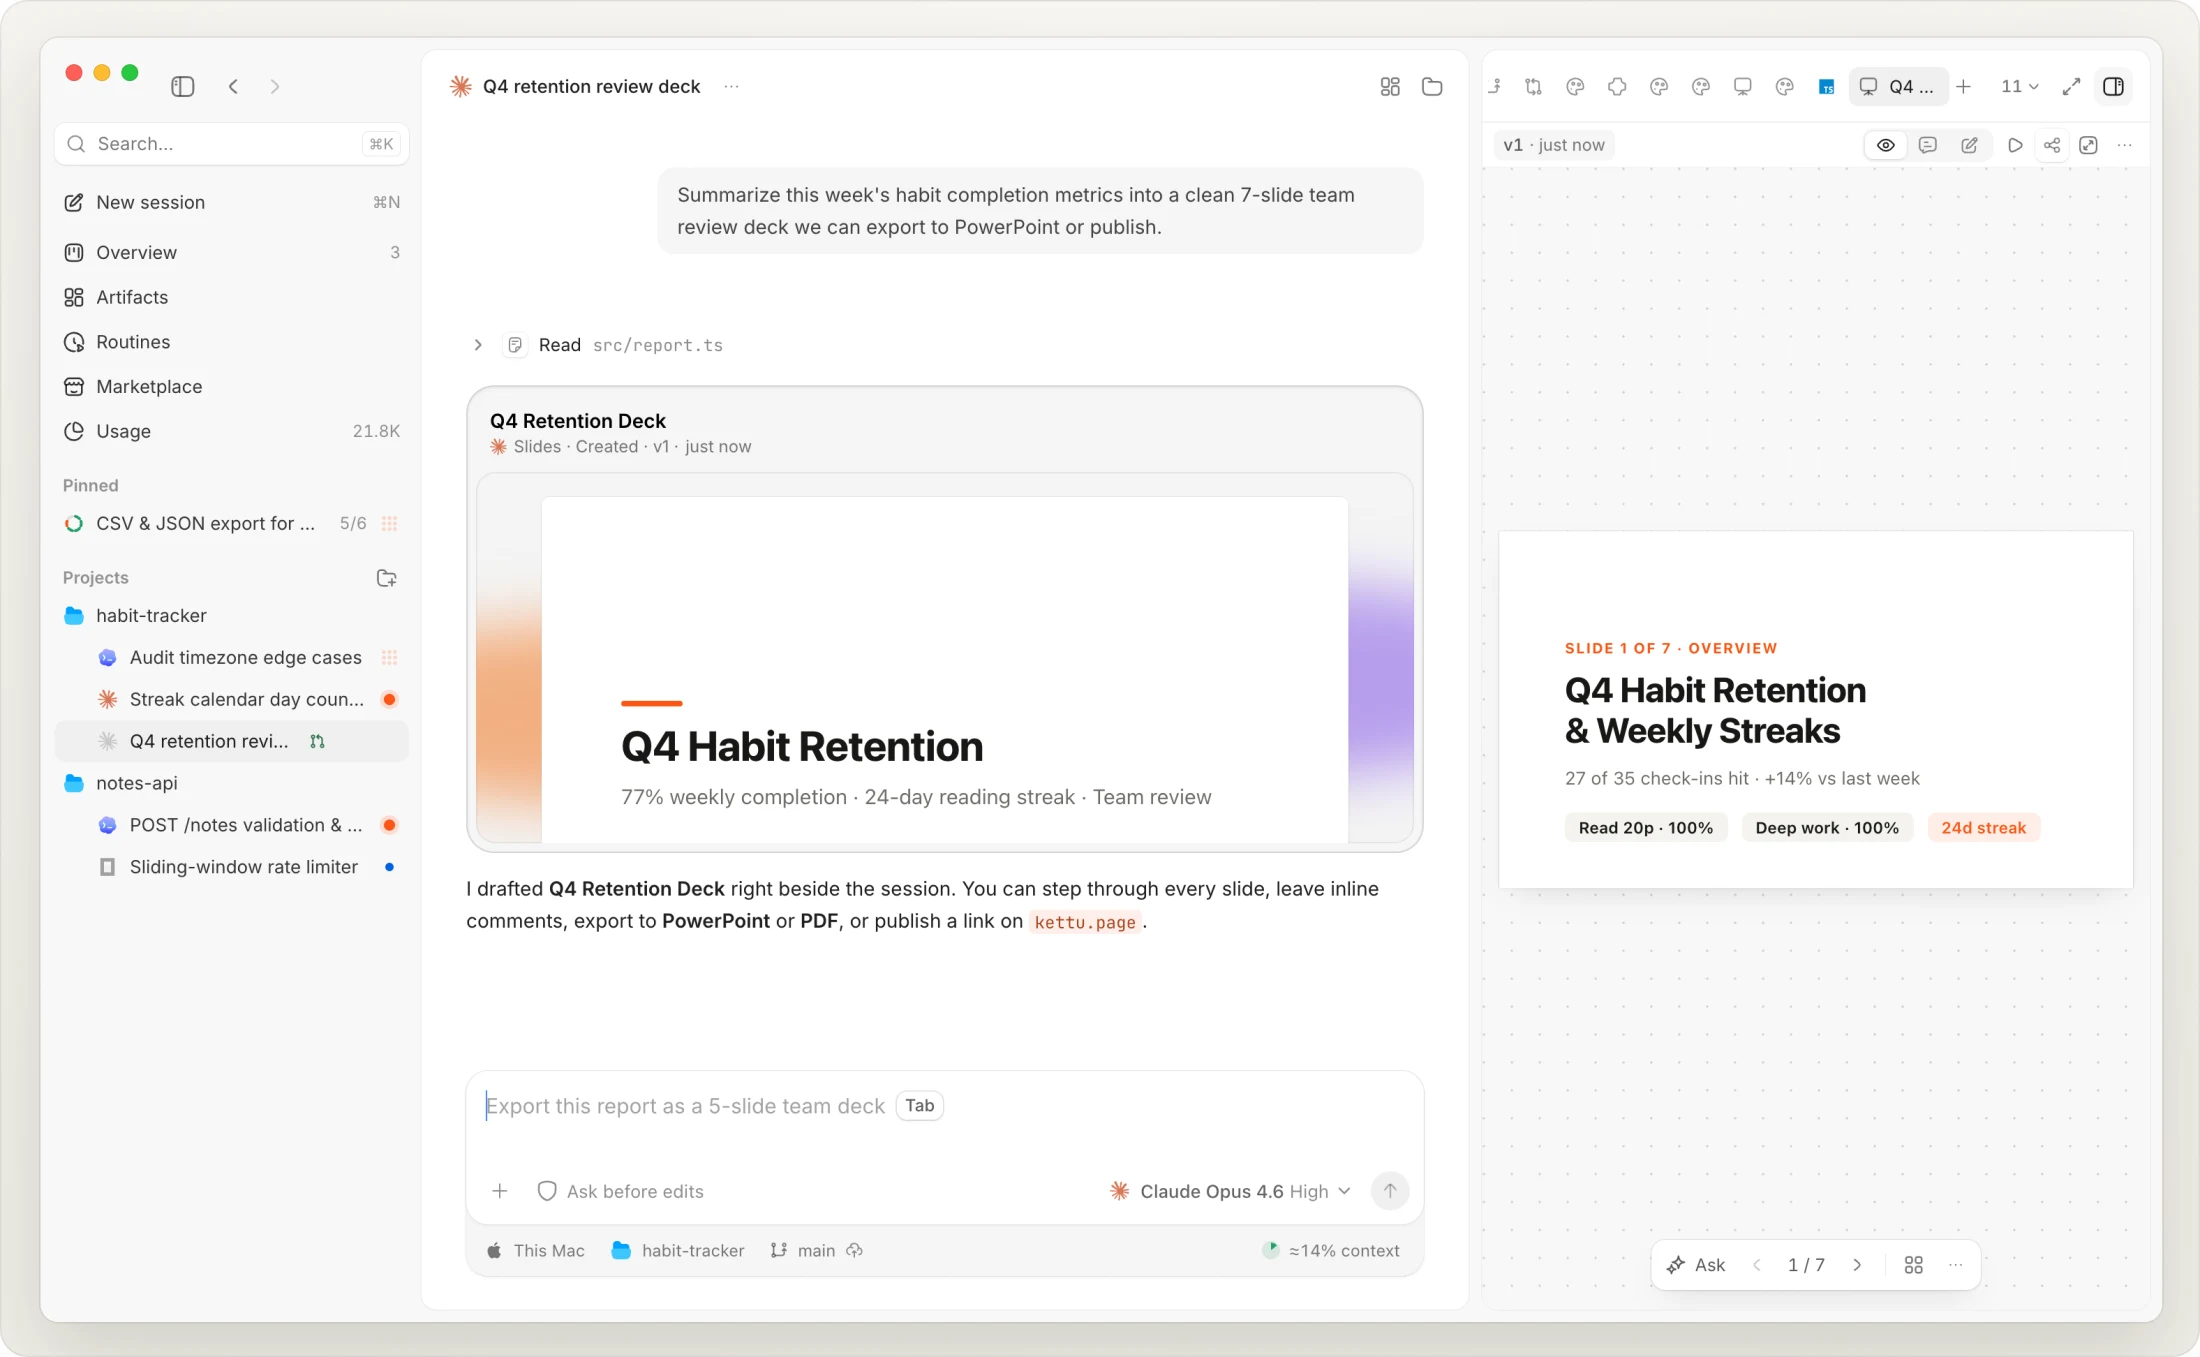 Search...
⌘K
New session
⌘N
Overview
3
Artifacts
Routines
Marketplace
Usage
21.8K
Pinned
CSV & JSON export for ...
5/6
Projects
habit-tracker
Audit timezone edge cases
Streak calendar day coun...
Q4 retention revi...
notes-api
POST /notes validation & ...
Sliding-window rate limiter
Q4 retention review deck
...
Summarize this week's habit completion metrics into a clean 7-slide team
review deck we can export to PowerPoint or publish.
Read src/report.ts
Q4 Retention Deck
Slides · Created · v1 · just now
Q4 Habit Retention
77% weekly completion · 24-day reading streak · Team review
I drafted Q4 Retention Deck right beside the session. You can step through every slide, leave inline
comments, export to PowerPoint or PDF, or publish a link on kettu.page.
Export this report as a 5-slide team deck Tab
Ask before edits
Claude Opus 4.6 High
This Mac
habit-tracker
main
≈14% context
TS
Q4 ...
11
v1 · just now
SLIDE 1 OF 7 · OVERVIEW
Q4 Habit Retention
& Weekly Streaks
27 of 35 check-ins hit · +14% vs last week
Read 20p · 100%
Deep work · 100%
24d streak
Ask
1 / 7